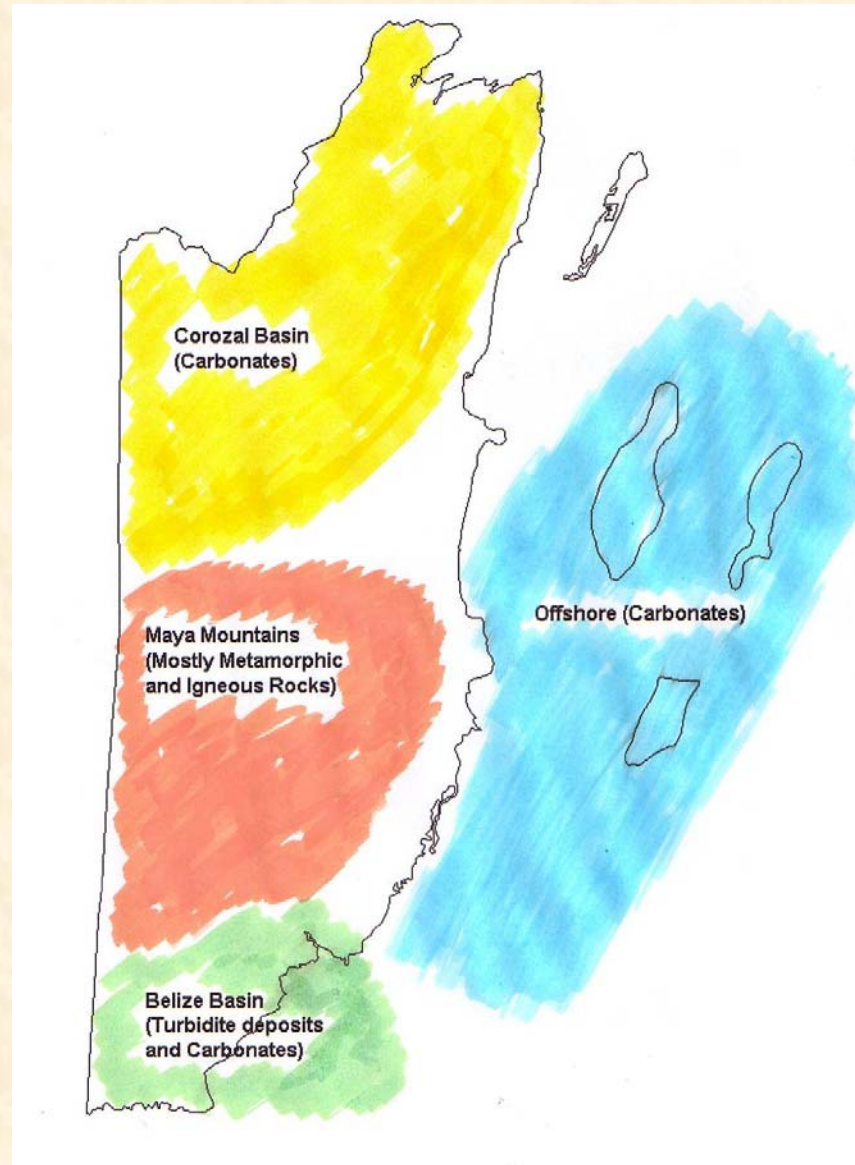 Corozal Basin
(Carbonates)
Offshore (Carbonates)
Maya Mountains
(Mostly Metamorphic
and Igneous Rocks)
Belize Basin
(Turbidite deposits
and Carbonates)